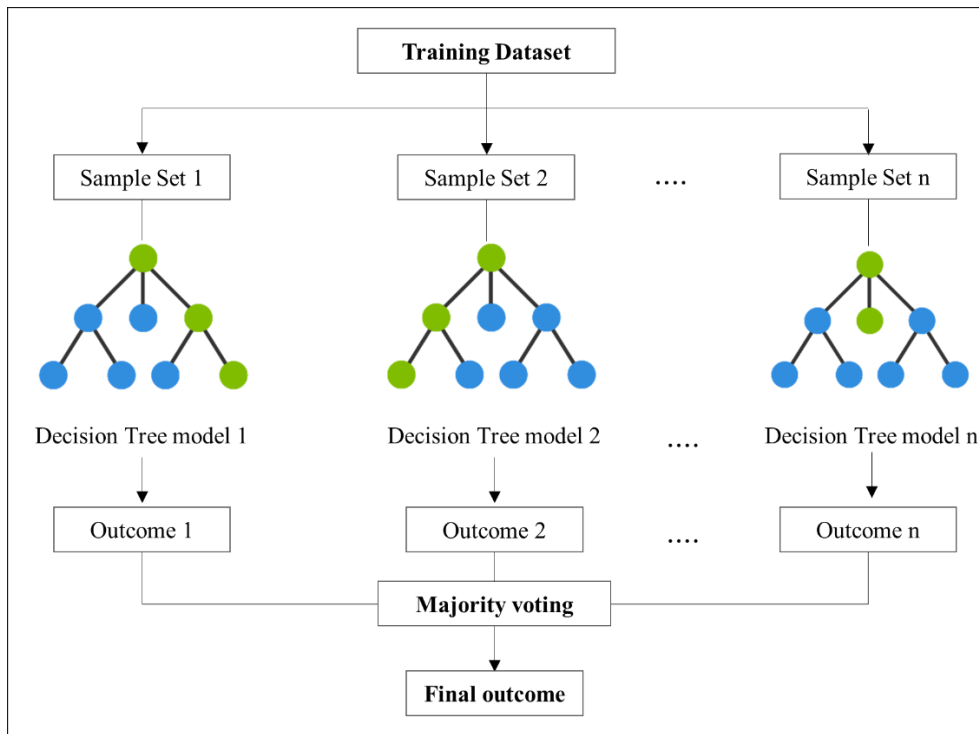 Training Dataset
Sample Set 1
Sample Set 2
....
Sample Set n
Decision Tree model 1
Decision Tree model 2
....
Decision Tree model n
Outcome 1
Outcome 2
....
Outcome n
Majority voting
Final outcome